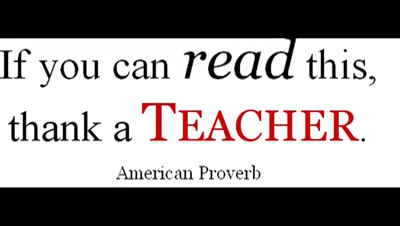 If you can read this,
thank a TEACHER.
American Proverb